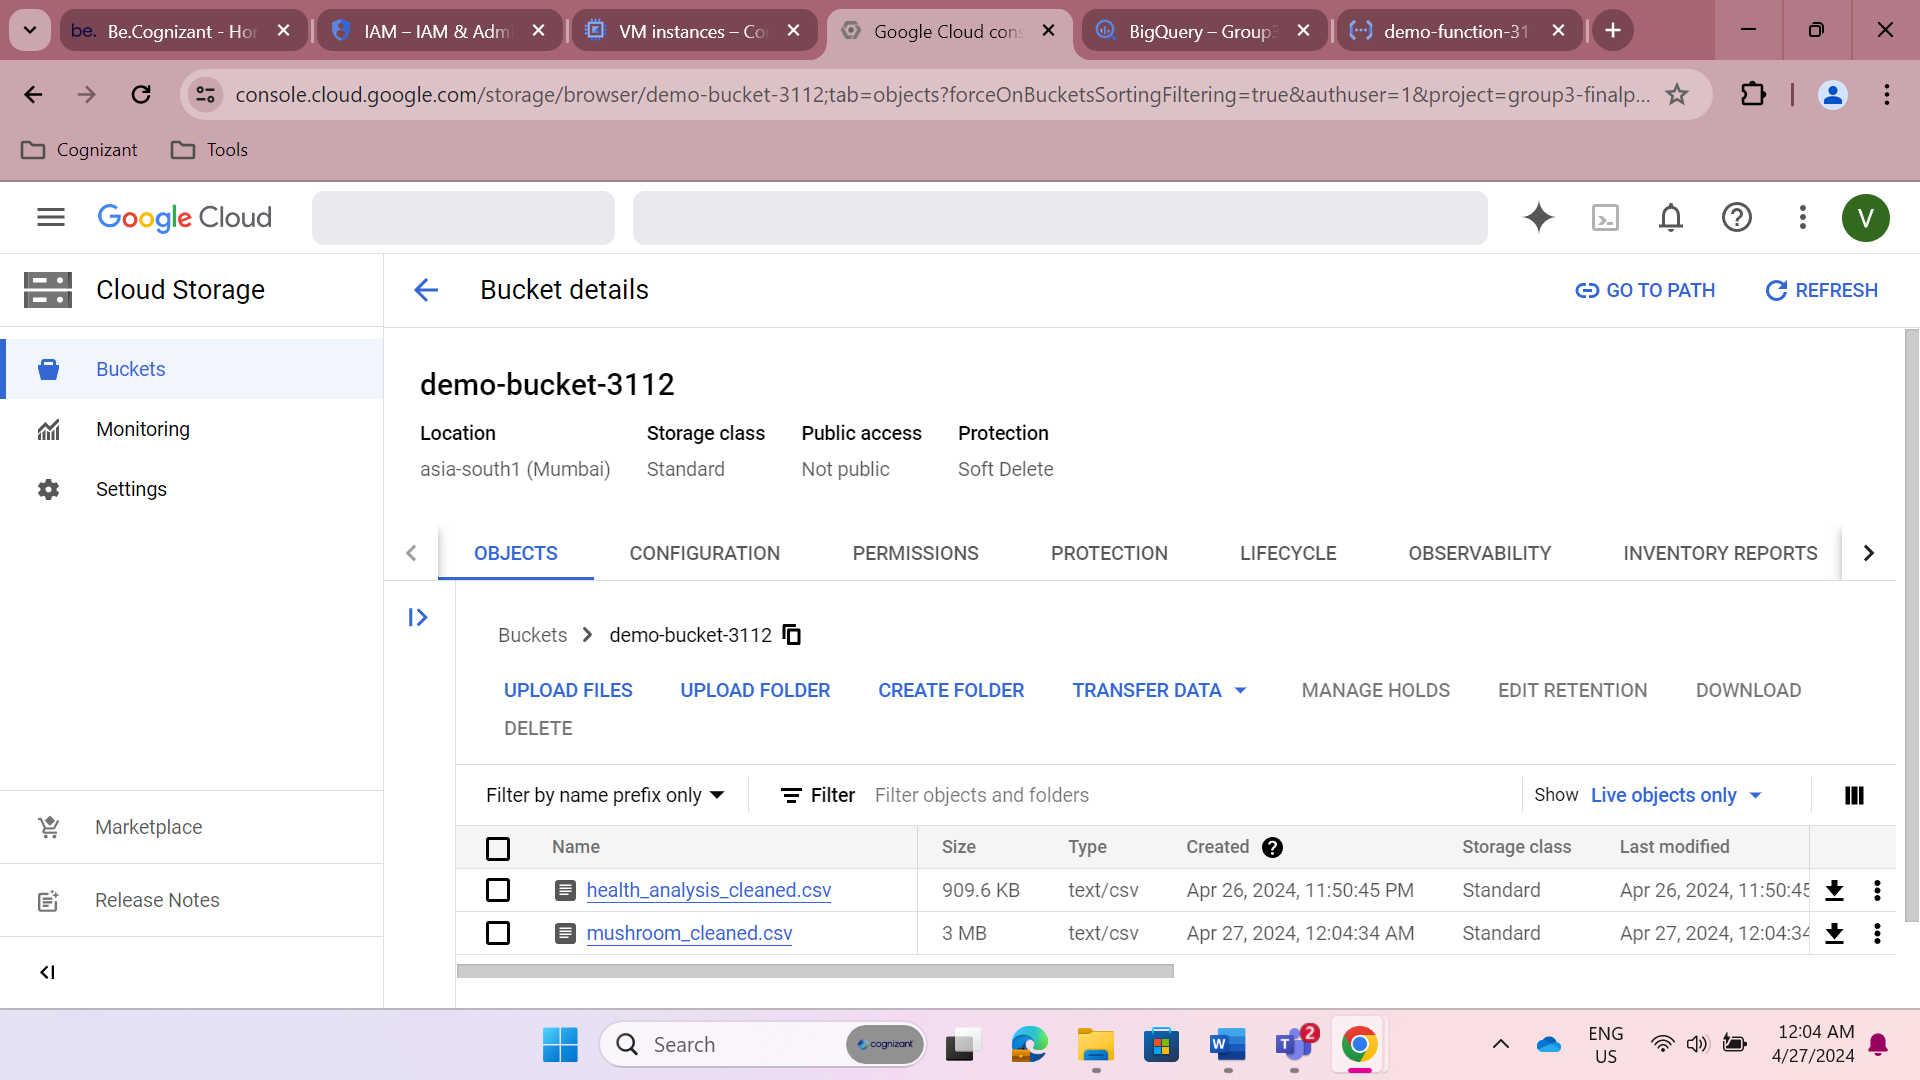 be. Be.Cognizant - Hor
IAM – IAM & Admi
VM instances – Co
Google Cloud cons
BigQuery – Group3
demo-function-31
console.cloud.google.com/storage/browser/demo-bucket-3112;tab=objects?forceOnBucketsSortingFiltering=true&authuser=1&project=group3-finalp...
Cognizant Tools
Google Cloud
V
Cloud Storage
Bucket details
GO TO PATH REFRESH
Buckets
Monitoring
Settings
Marketplace
Release Notes
demo-bucket-3112
Location Storage class Public access Protection
asia-south1 (Mumbai) Standard Not public Soft Delete
OBJECTS CONFIGURATION PERMISSIONS PROTECTION LIFECYCLE OBSERVABILITY INVENTORY REPORTS
Buckets demo-bucket-3112
UPLOAD FILES UPLOAD FOLDER CREATE FOLDER TRANSFER DATA MANAGE HOLDS EDIT RETENTION DOWNLOAD
DELETE
Filter by name prefix only Filter Filter objects and folders Show Live objects only
Name Size Type Created Storage class Last modified
health_analysis_cleaned.csv 909.6 KB text/csv Apr 26, 2024, 11:50:45 PM Standard Apr 26, 2024, 11:50:45
mushroom_cleaned.csv 3 MB text/csv Apr 27, 2024, 12:04:34 AM Standard Apr 27, 2024, 12:04:34
Search cognizant
2
ENG
US
12:04 AM
4/27/2024